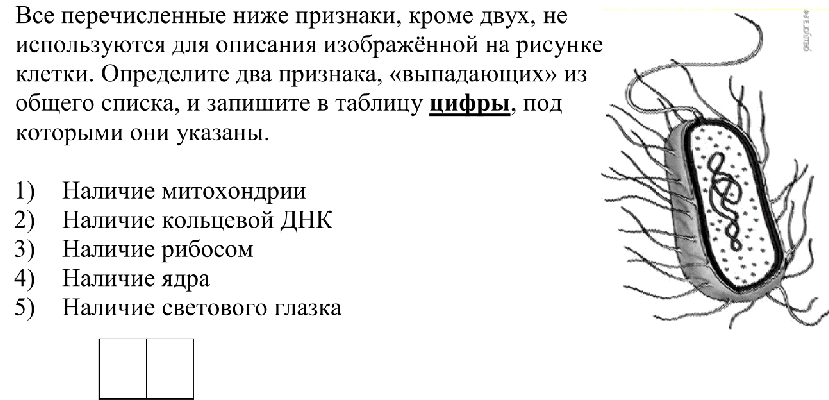 Все перечисленные ниже признаки, кроме двух, не
используются для описания изображённой на рисунке
клетки. Определите два признака, «выпадающих» из
общего списка, и запишите в таблицу цифры, под
которыми они указаны.
1) Наличие митохондрии
2) Наличие кольцевой ДНК
3) Наличие рибосом
4) Наличие ядра
5) Наличие светового глазка